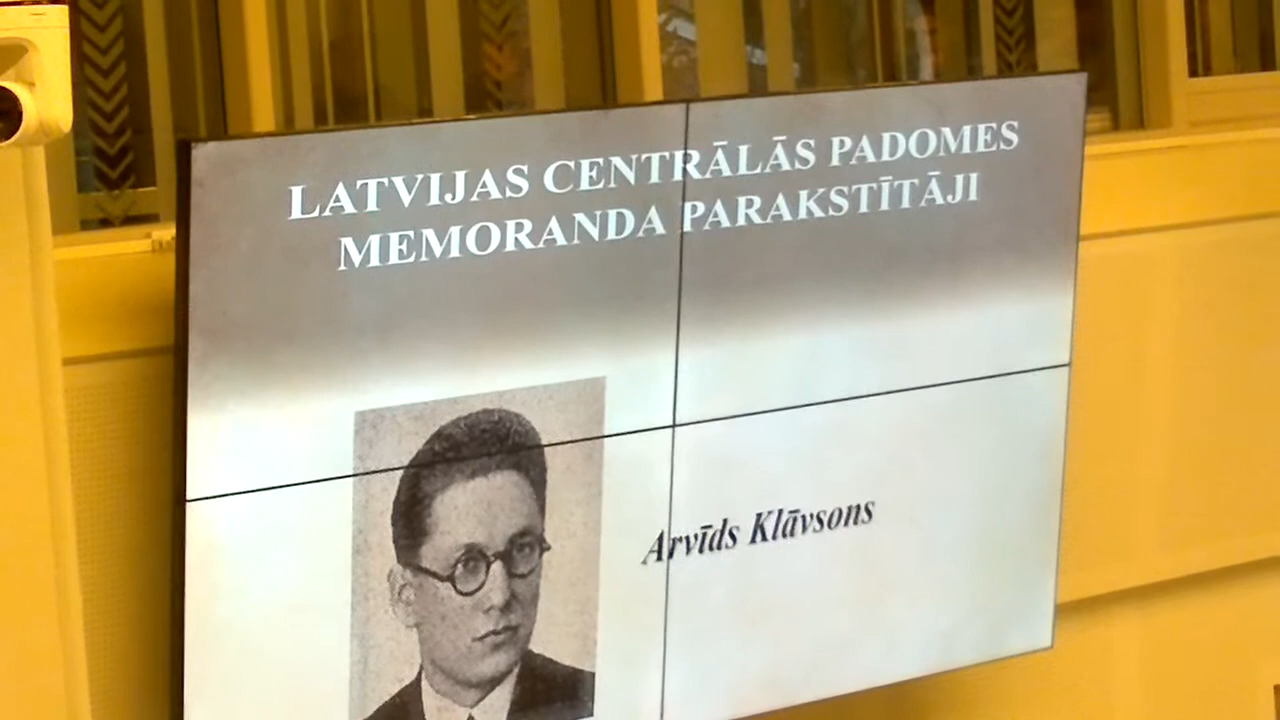 LATVIJAS CENTRĀLĀS PADOMES
MEMORANDA PARAKSTĪTĀJI
Arvīds Klāvsons